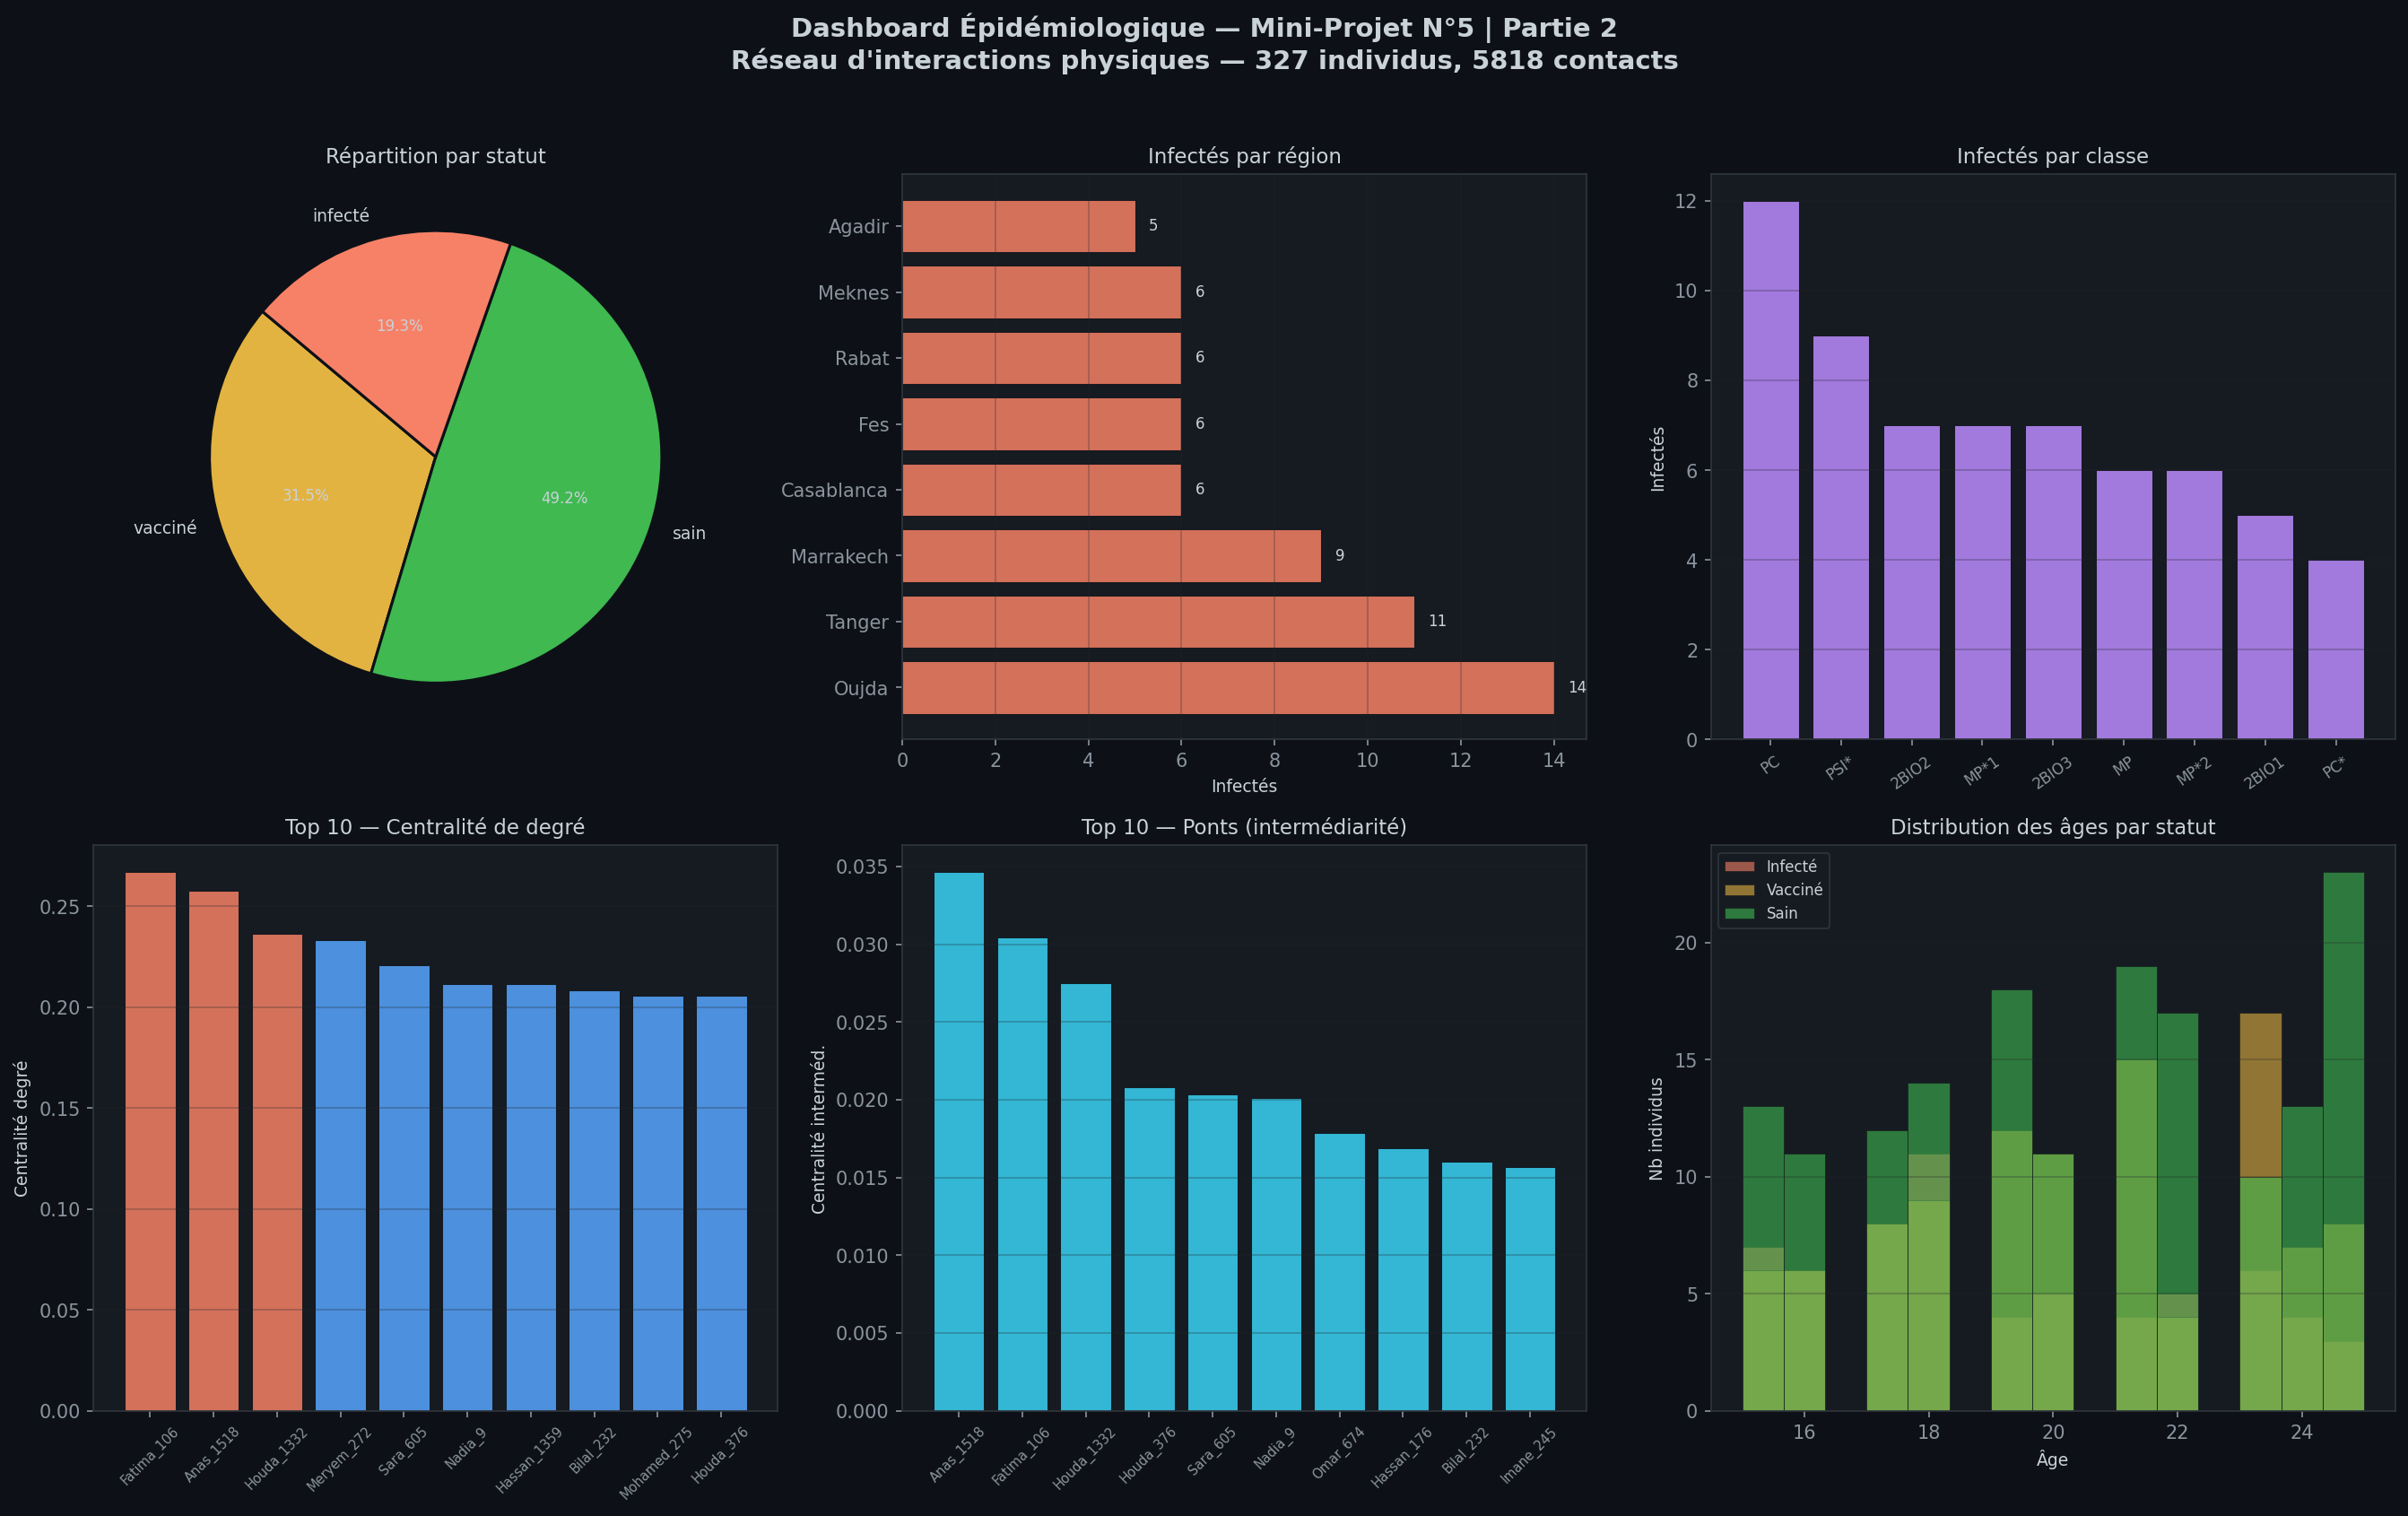 Dashboard Épidémiologique — Mini-Projet N°5 | Partie 2
Réseau d'interactions physiques — 327 individus, 5818 contacts
Répartition par statut
infecté
19.3%
31.5%
49.2%
vacciné
sain
Infectés par région
Agadir
5
Meknes
6
Rabat
6
Fes
6
Casablanca
6
Marrakech
9
Tanger
11
Oujda
14
0 2 4 6 8 10 12 14
Infectés
Infectés par classe
Infectés
12
10
8
6
4
2
0
PC PSI* 2BIO2 MP*1 2BIO3 MP MP*2 2BIO1 PC*
Top 10 — Centralité de degré
Centralité degré
0.25
0.20
0.15
0.10
0.05
0.00
Fatima_106 Anas_1518 Houda_1332 Meryem_272 Sara_605 Nadia_9 Hassan_1359 Bilal_232 Mohamed_275 Houda_376
Top 10 — Ponts (intermédiarité)
Centralité interméd.
0.035
0.030
0.025
0.020
0.015
0.010
0.005
0.000
Anas_1518 Fatima_106 Houda_1332 Houda_376 Sara_605 Nadia_9 Omar_674 Hassan_176 Bilal_232 Imane_245
Distribution des âges par statut
Infecté
Vacciné
Sain
Nb individus
20
15
10
5
0
16 18 20 22 24
Âge